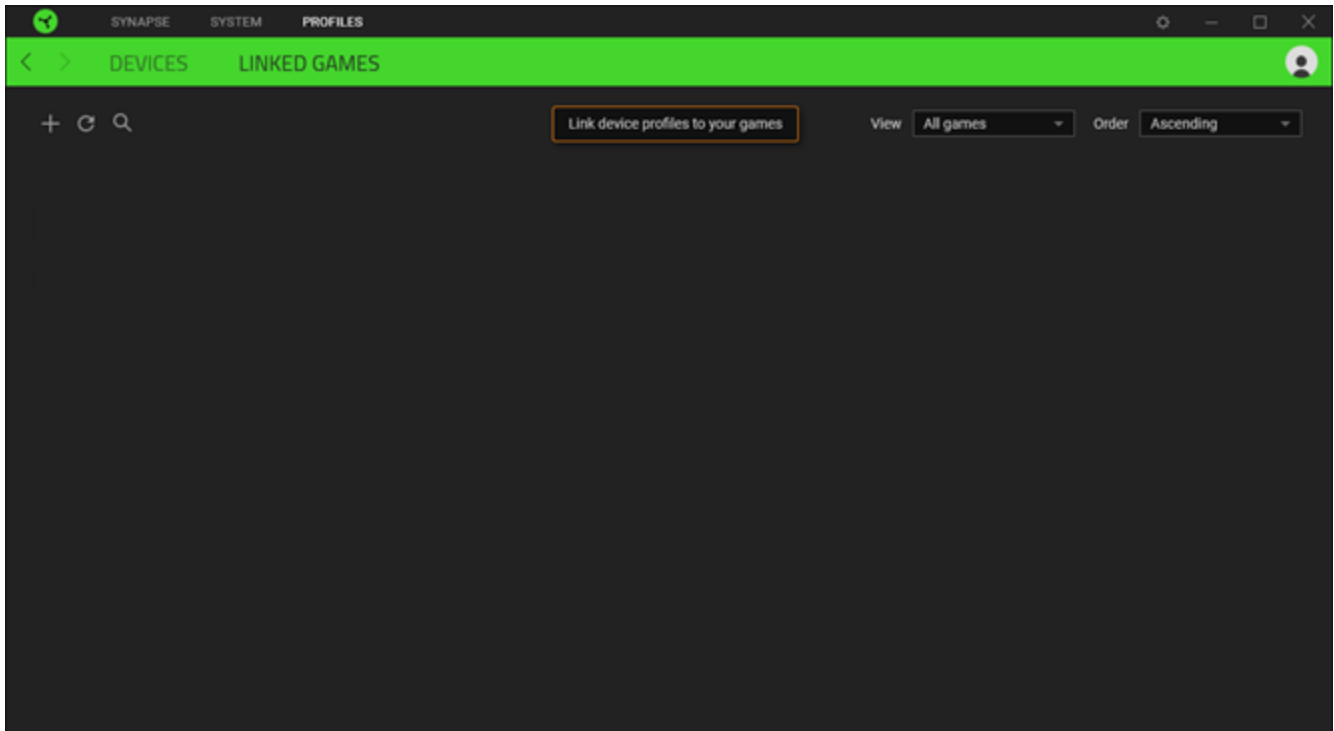 SYNAPSE SYSTEM PROFILES
DEVICES LINKED GAMES
Link device profiles to your games View All games Order Ascending